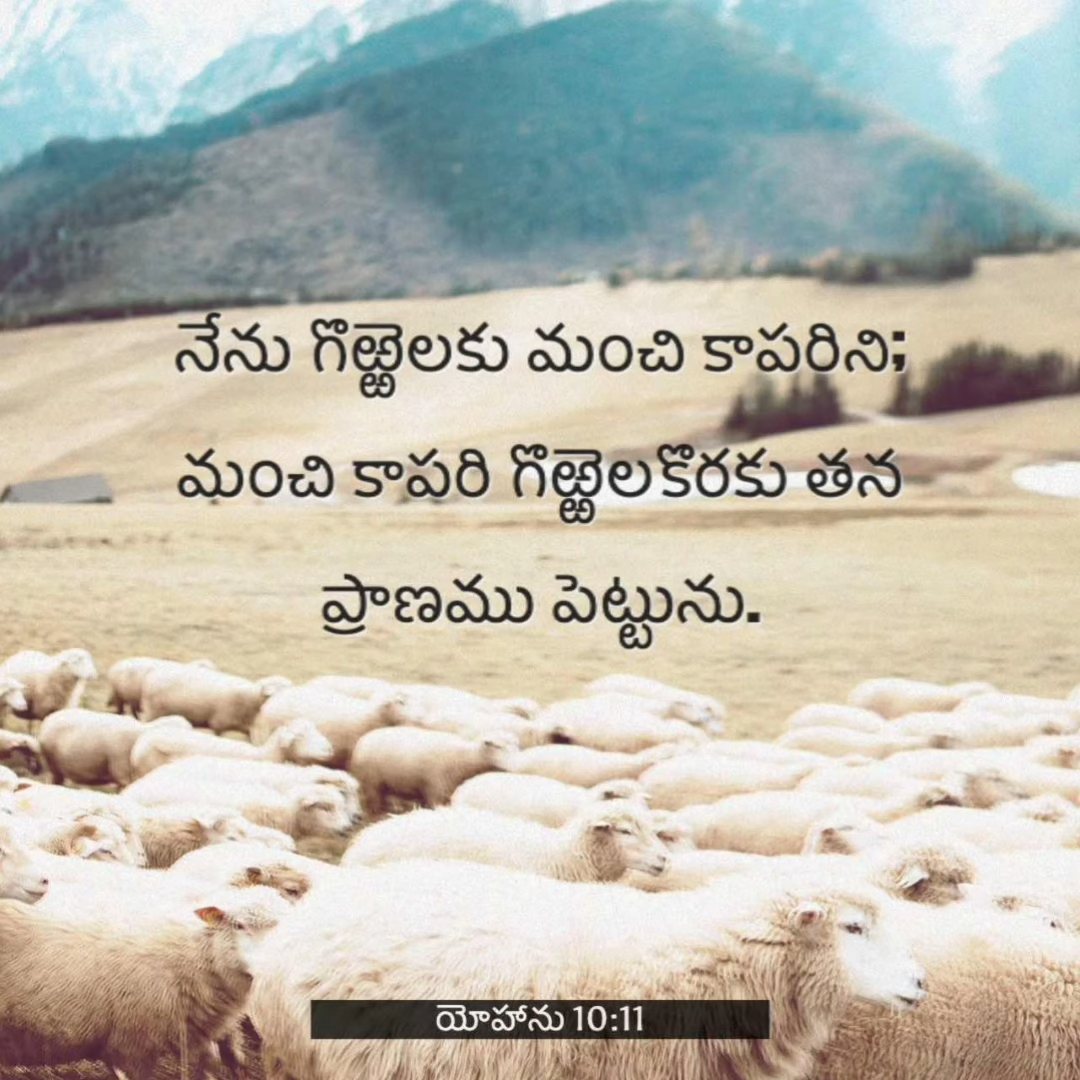 నేను గొఱ్ఱెలకు మంచి కాపరిని;
మంచి కాపరి గొఱ్ఱెలకొరకు తన
ప్రాణము పెట్టును.
యోహాను 10:11